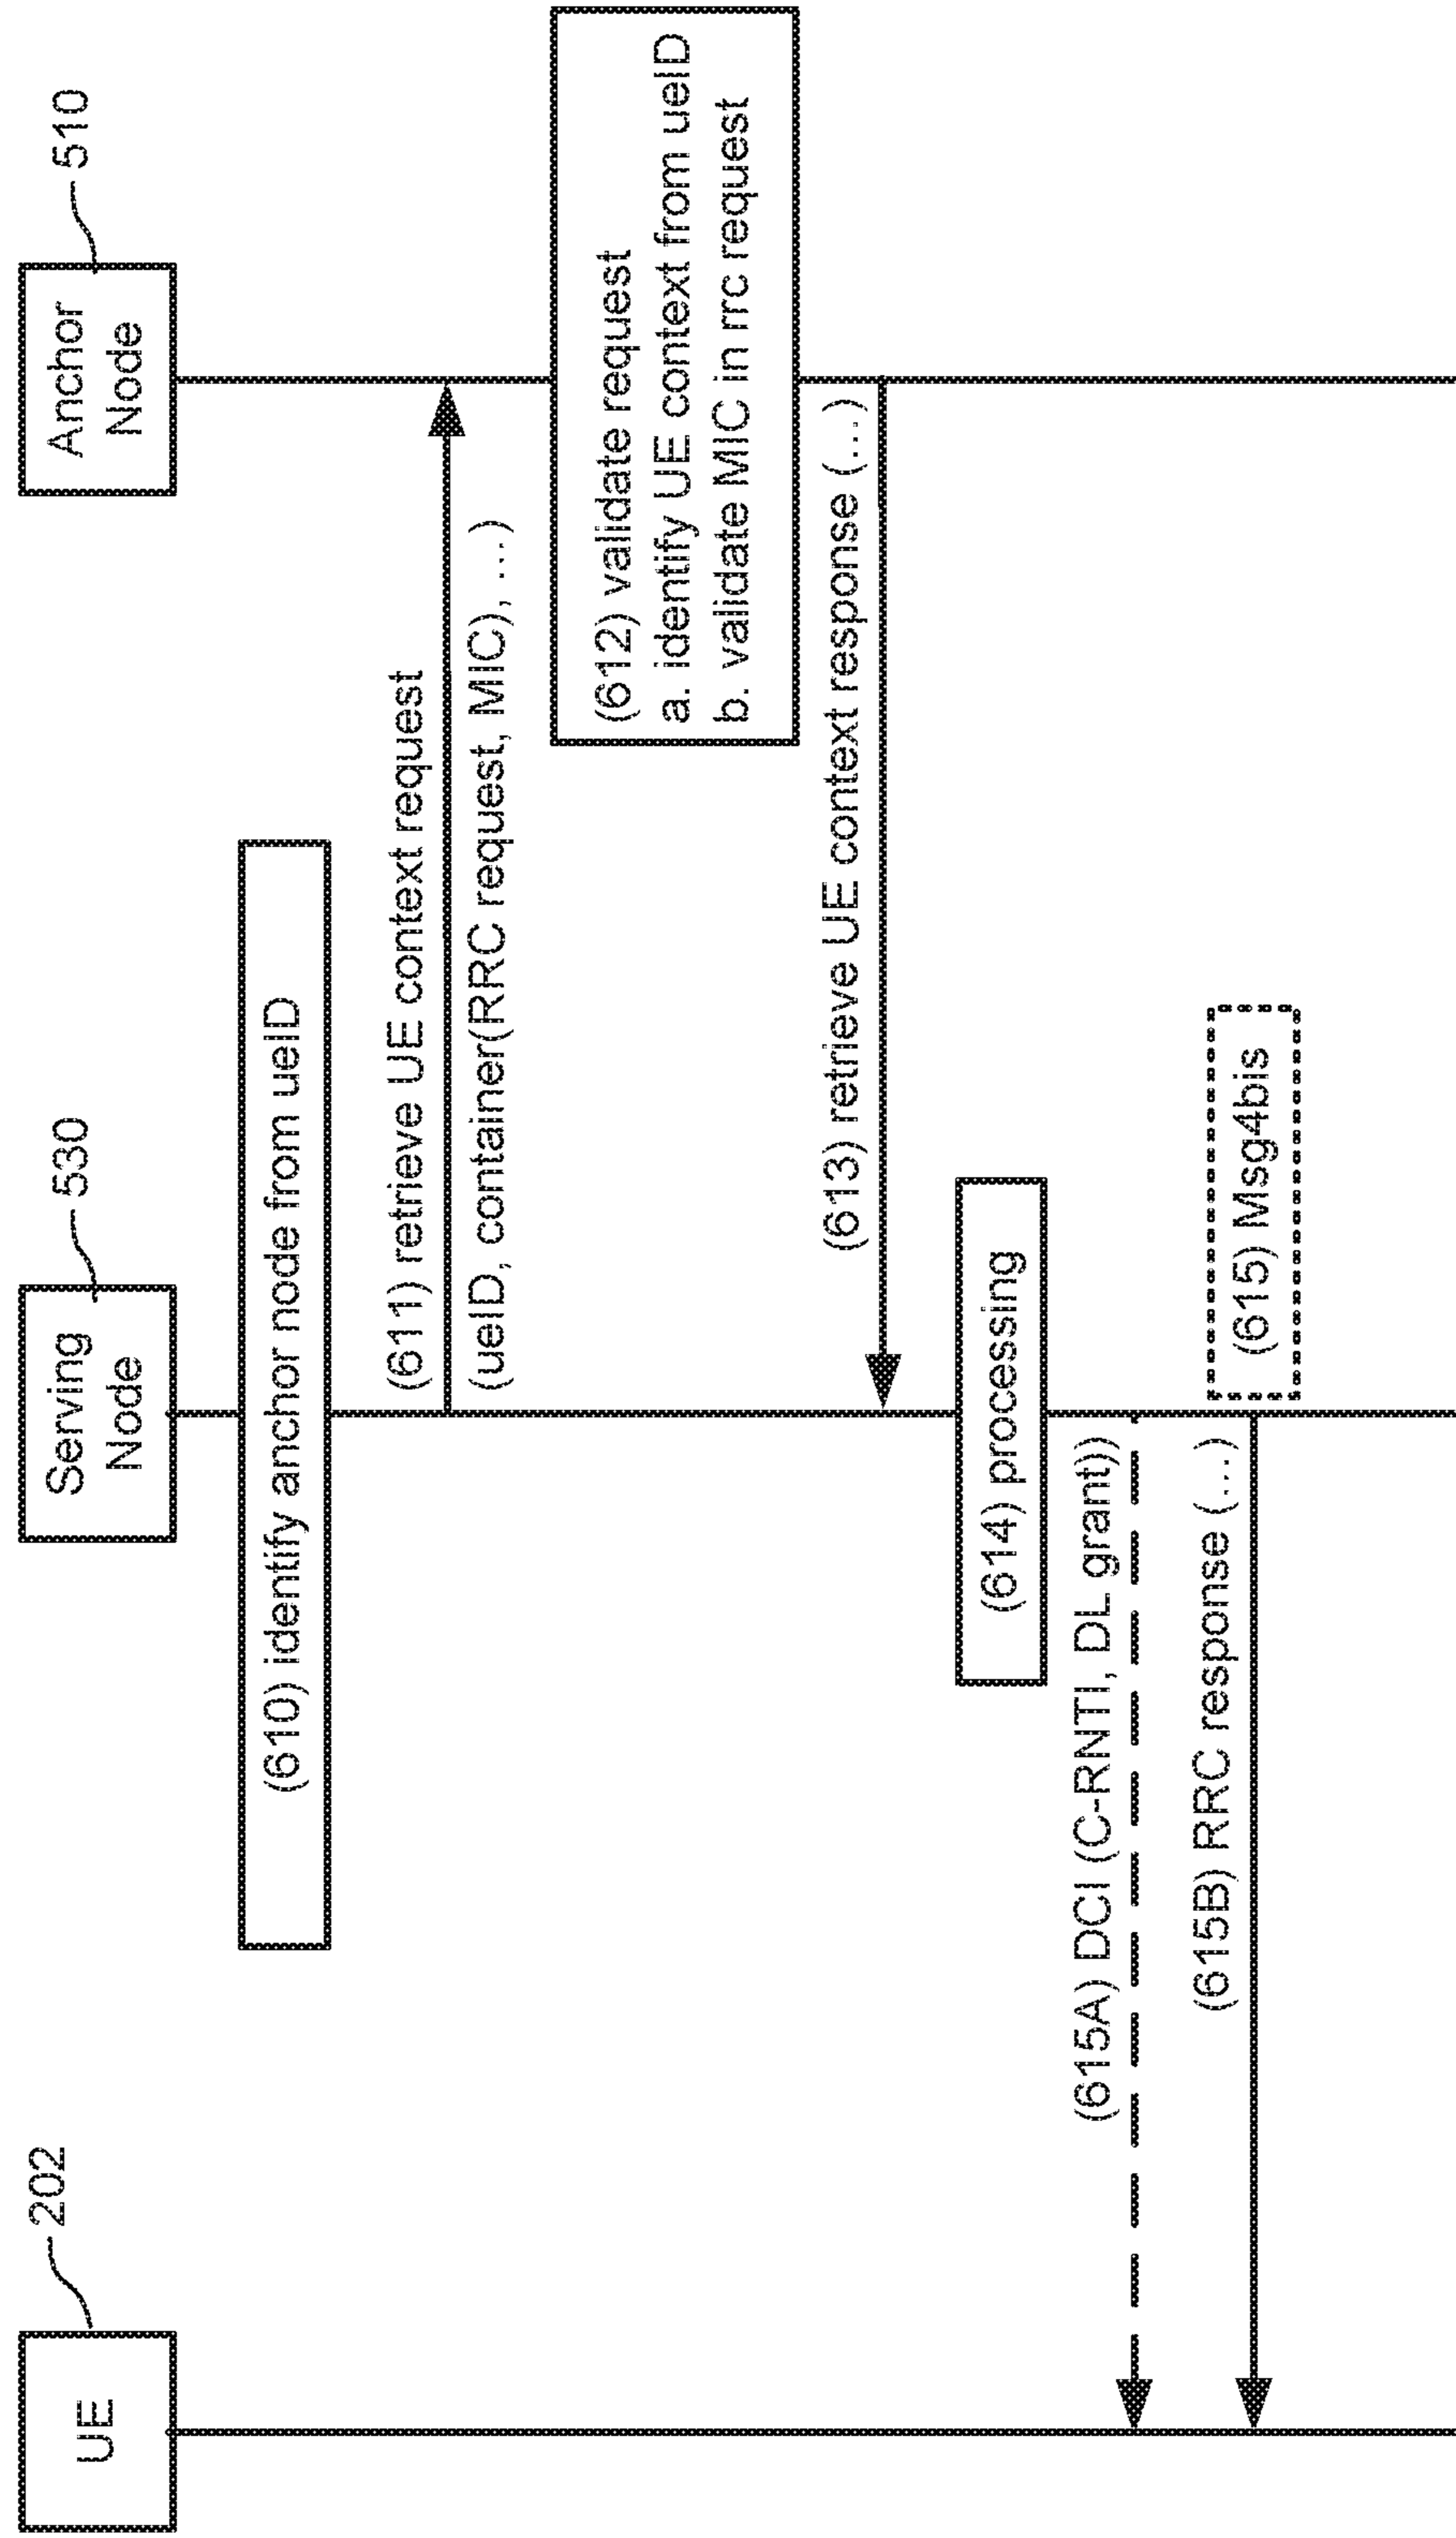 UE
202
Serving
Node
530
Anchor
Node
510
(610) identify anchor node from ueID
(611) retrieve UE context request
(ueID, container(RRC request, MIC), ...)
(612) validate request
a. identify UE context from ueID
b. validate MIC in rrc request
(613) retrieve UE context response (...)
(614) processing
(615A) DCI (C-RNTI, DL grant))
(615) Msg4bis
(615B) RRC response (...)